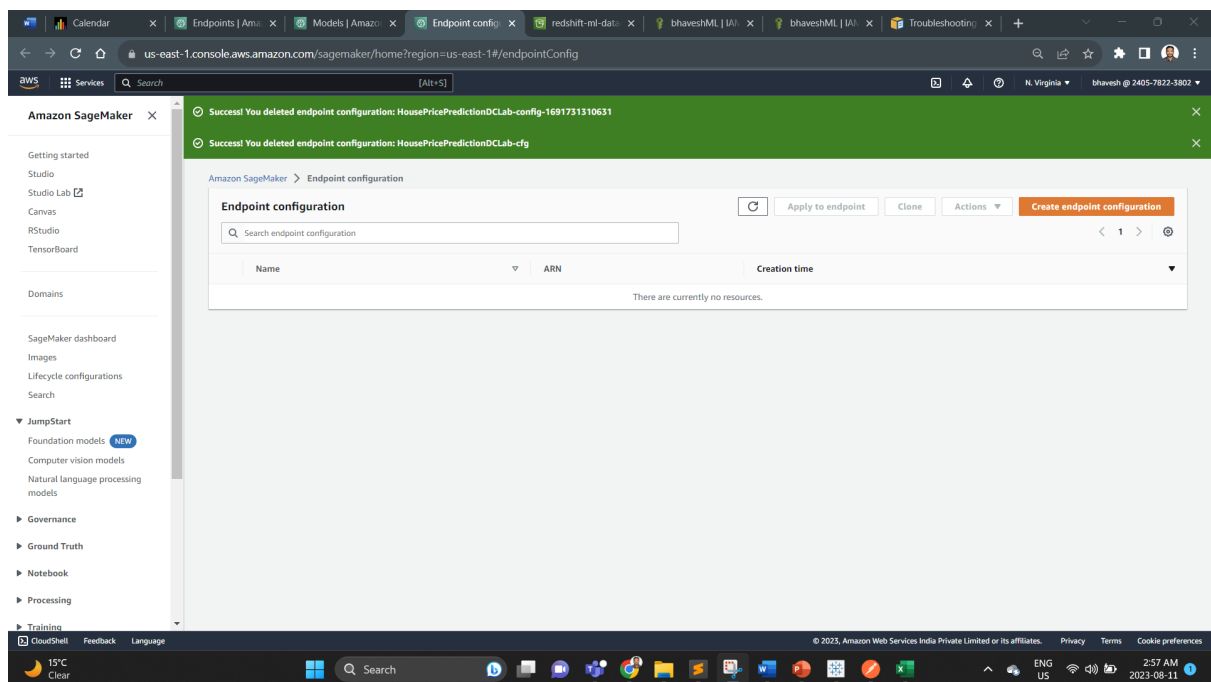 Calendar
Endpoints | Ama
Models | Amazo
Endpoint config
redshift-ml-data
bhaveshML | IAM
bhaveshML | IAM
Troubleshooting
us-east-1.console.aws.amazon.com/sagemaker/home?region=us-east-1#/endpointConfig
aws
Services
Search
[Alt+S]
N. Virginia
bhavesh @ 2405-7822-3802
Amazon SageMaker
Getting started
Studio
Studio Lab
Canvas
RStudio
TensorBoard
Domains
SageMaker dashboard
Images
Lifecycle configurations
Search
JumpStart
Foundation models NEW
Computer vision models
Natural language processing
models
Governance
Ground Truth
Notebook
Processing
Training
Success! You deleted endpoint configuration: HousePricePredictionDCLab-config-1691731310631
Success! You deleted endpoint configuration: HousePricePredictionDCLab-cfg
Amazon SageMaker > Endpoint configuration
Endpoint configuration
Apply to endpoint
Clone
Actions
Create endpoint configuration
Search endpoint configuration
1
Name
ARN
Creation time
There are currently no resources.
CloudShell
Feedback
Language
© 2023, Amazon Web Services India Private Limited or its affiliates.
Privacy
Terms
Cookie preferences
15°C
Clear
Search
ENG
US
2:57 AM
2023-08-11
1